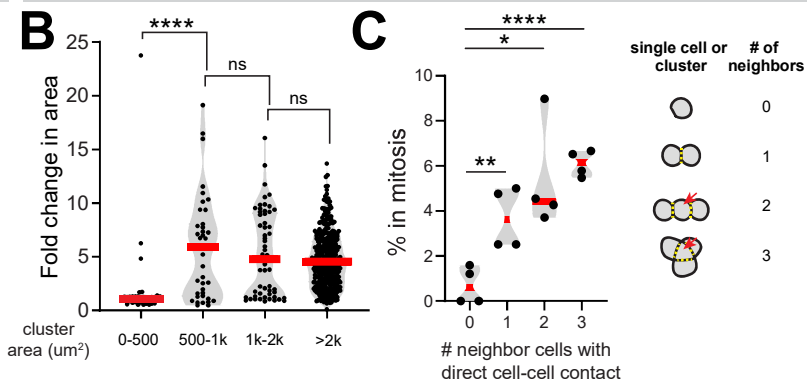 B
****
ns
ns
Fold change in area
25
20
15
10
5
0
cluster
area (um²)
0-500
500-1k
1k-2k
>2k
C
****
*
**
% in mitosis
10
8
6
4
2
0
0
1
2
3
# neighbor cells with
direct cell-cell contact
single cell or
cluster
# of
neighbors
0
1
2
3